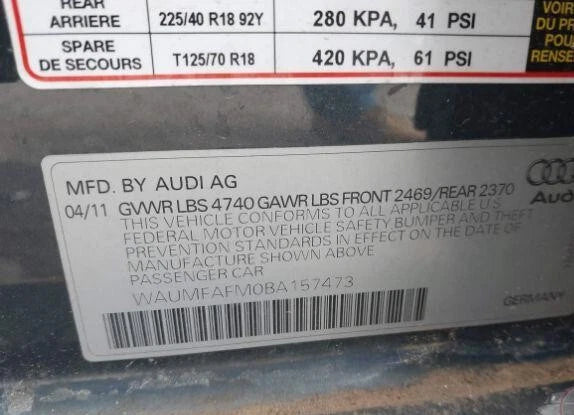 REAR
ARRIERE 225/40 R18 92Y 280 KPA, 41 PSI
SPARE
DE SECOURS T125/70 R18 420 KPA, 61 PSI
DU PR
POU
RENSE
MFD. BY AUDI AG
04/11 GVWR LBS 4740 GAWR LBS FRONT 2469/REAR 2370
THIS VEHICLE CONFORMS TO ALL APPLICABLE U.S.
FEDERAL MOTOR VEHICLE SAFETY BUMPER AND THEFT
PREVENTION STANDARDS IN EFFECT ON THE DATE OF
MANUFACTURE SHOWN ABOVE
PASSENGER CAR
WAUMFAFM0BA157473
Aud
GERMANY